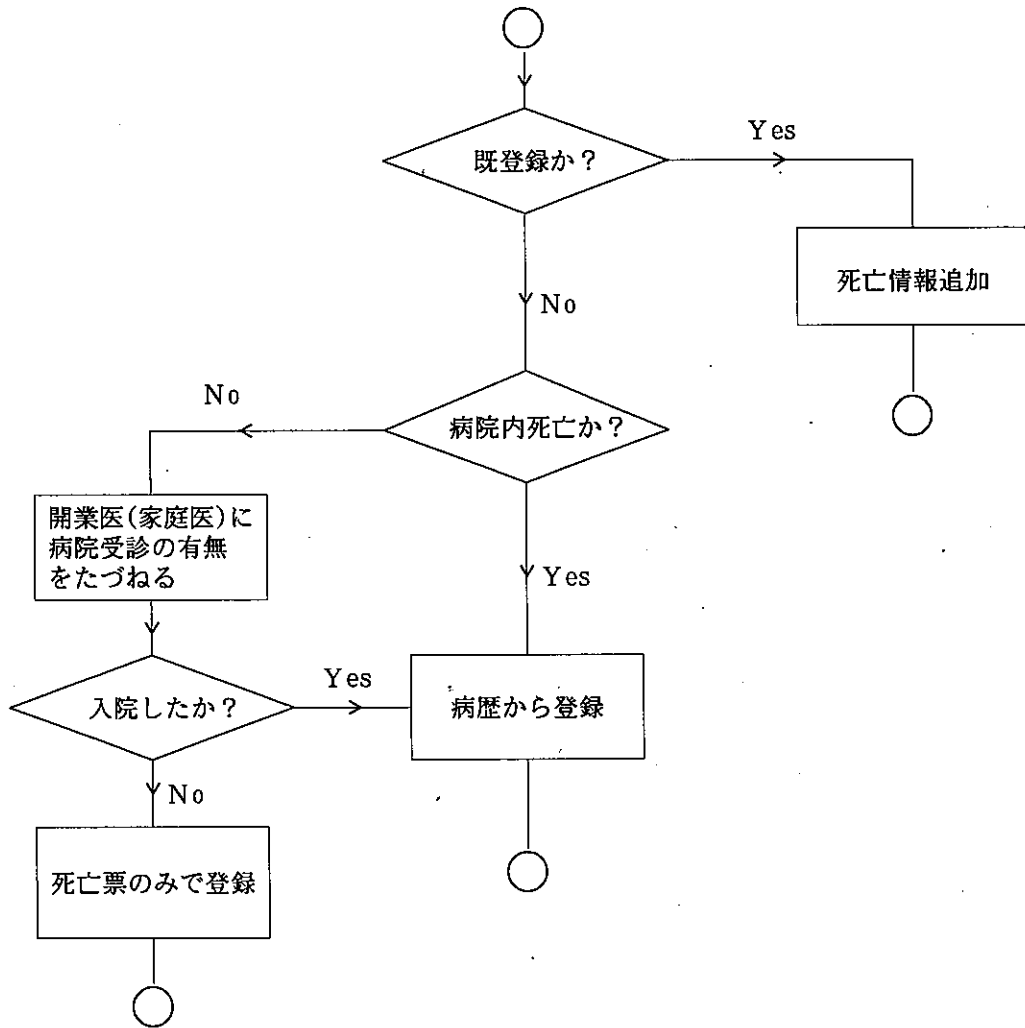 Yes
既登録か?
死亡情報追加
No
No
病院内死亡か?
開業医(家庭医)に
病院受診の有無
をたづねる
Yes
Yes
入院したか?
病歴から登録
No
死亡票のみで登録